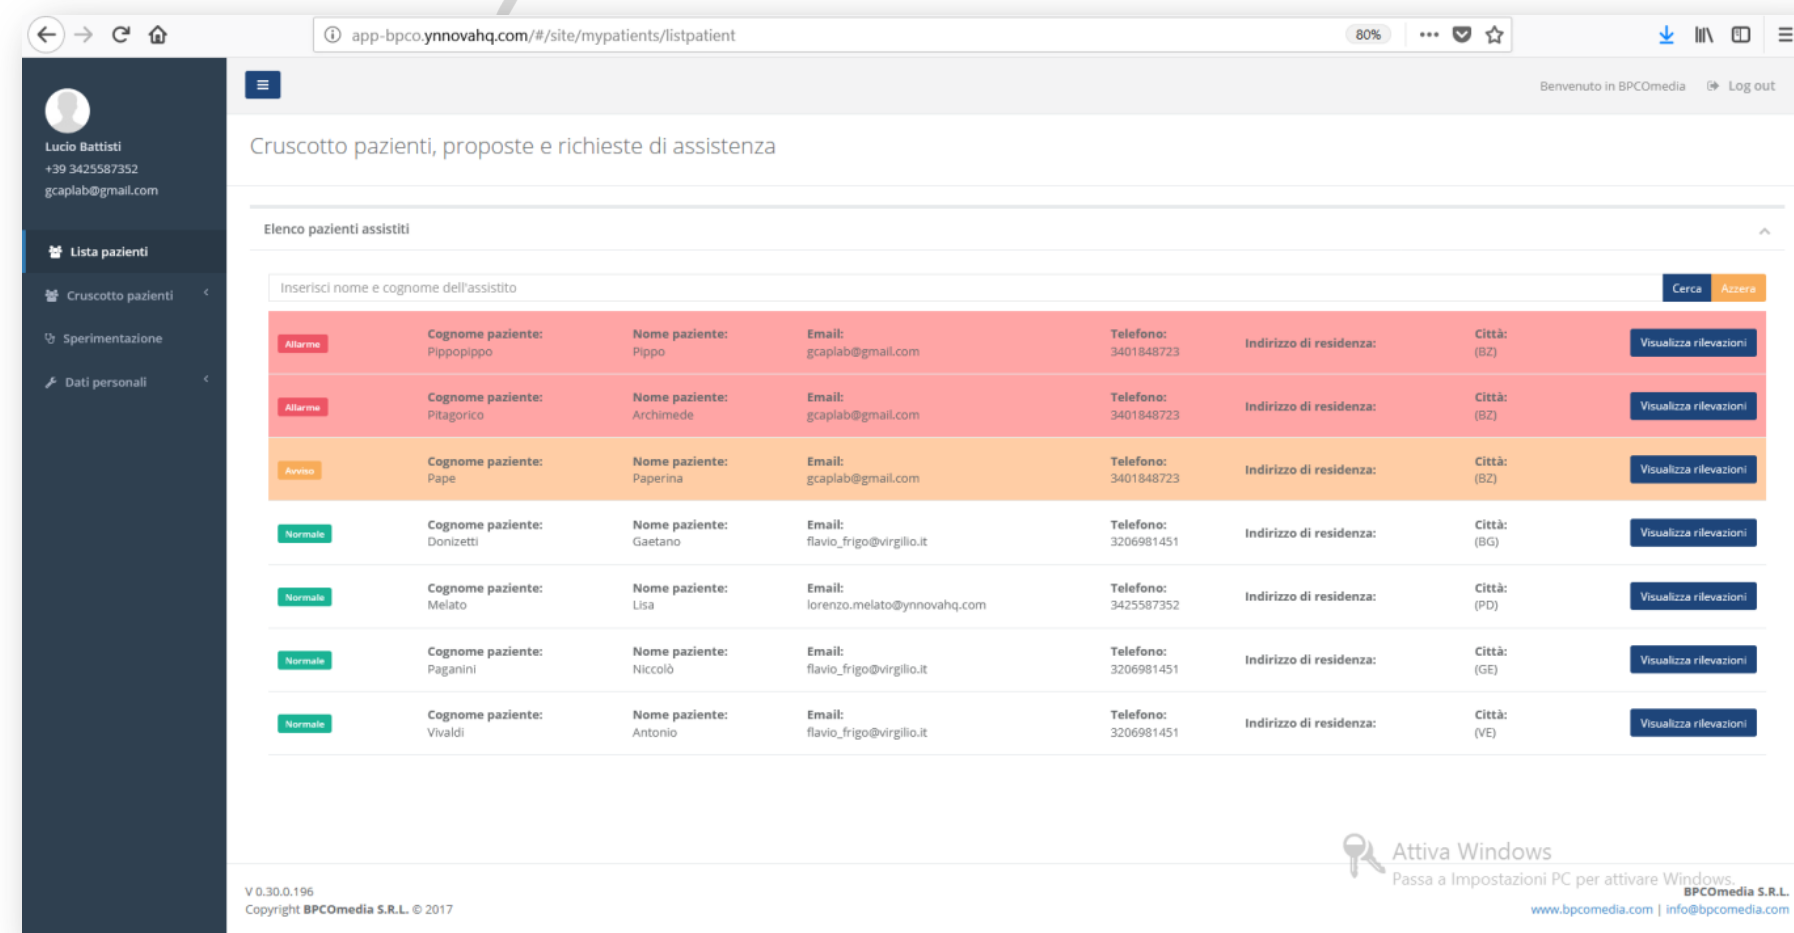 app-bpco.ynnovahq.com/#/site/mypatients/listpatient
80%
Benvenuto in BPCOmedia Log out
Lucio Battisti
+39 3425587352
gcaplab@gmail.com
Lista pazienti
Cruscotto pazienti
Sperimentazione
Dati personali
Cruscotto pazienti, proposte e richieste di assistenza
Elenco pazienti assistiti
Inserisci nome e cognome dell'assistito Cerca Azzera
Allarme Cognome paziente: Nome paziente: Email: Telefono: Indirizzo di residenza: Città: Visualizza rilevazioni
Pippopippo Pippo gcaplab@gmail.com 3401848723 (BZ)
Allarme Cognome paziente: Nome paziente: Email: Telefono: Indirizzo di residenza: Città: Visualizza rilevazioni
Pitagorico Archimede gcaplab@gmail.com 3401848723 (BZ)
Avviso Cognome paziente: Nome paziente: Email: Telefono: Indirizzo di residenza: Città: Visualizza rilevazioni
Pape Paperina gcaplab@gmail.com 3401848723 (BZ)
Normale Cognome paziente: Nome paziente: Email: Telefono: Indirizzo di residenza: Città: Visualizza rilevazioni
Donizetti Gaetano flavio_frigo@virgilio.it 3206981451 (BG)
Normale Cognome paziente: Nome paziente: Email: Telefono: Indirizzo di residenza: Città: Visualizza rilevazioni
Melato Lisa lorenzo.melato@ynnovahq.com 3425587352 (PD)
Normale Cognome paziente: Nome paziente: Email: Telefono: Indirizzo di residenza: Città: Visualizza rilevazioni
Paganini Niccolò flavio_frigo@virgilio.it 3206981451 (GE)
Normale Cognome paziente: Nome paziente: Email: Telefono: Indirizzo di residenza: Città: Visualizza rilevazioni
Vivaldi Antonio flavio_frigo@virgilio.it 3206981451 (VE)
Attiva Windows
Passa a Impostazioni PC per attivare Windows.
V 0.30.0.196 BPCOmedia S.R.L.
Copyright BPCOmedia S.R.L. © 2017 www.bpcomedia.com | info@bpcomedia.com